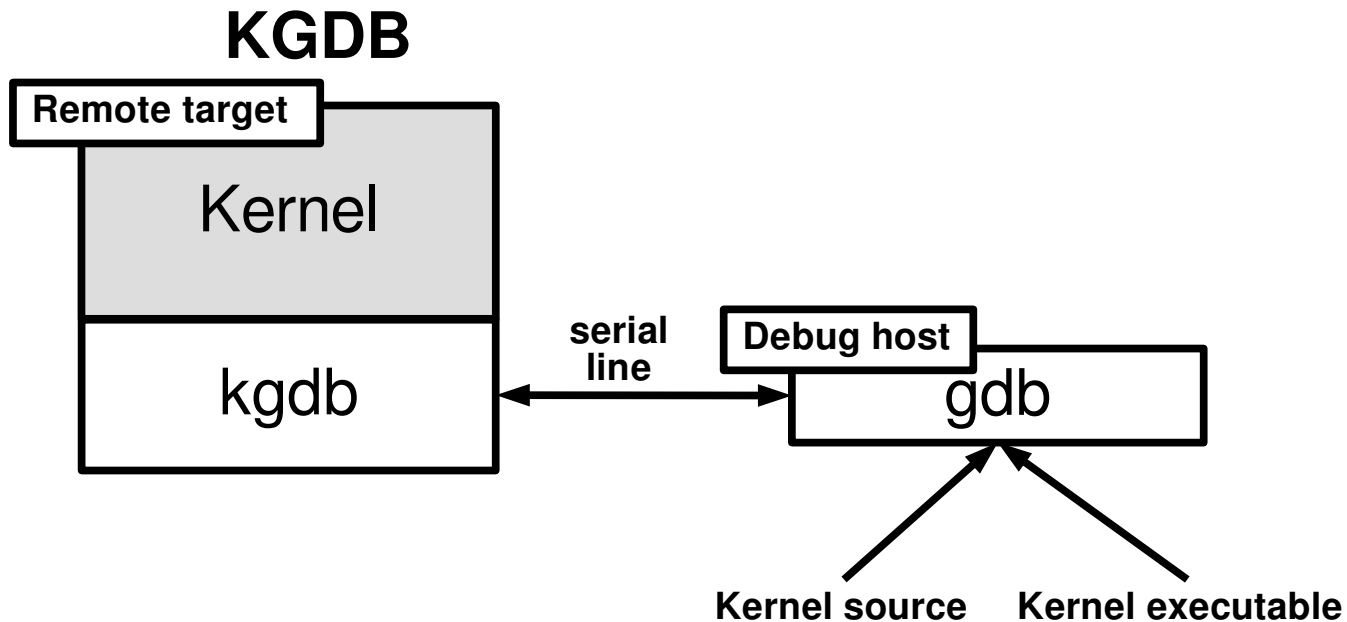 KGDB
Remote target
Kernel
kgdb
serial
line
Debug host
gdb
Kernel source
Kernel executable